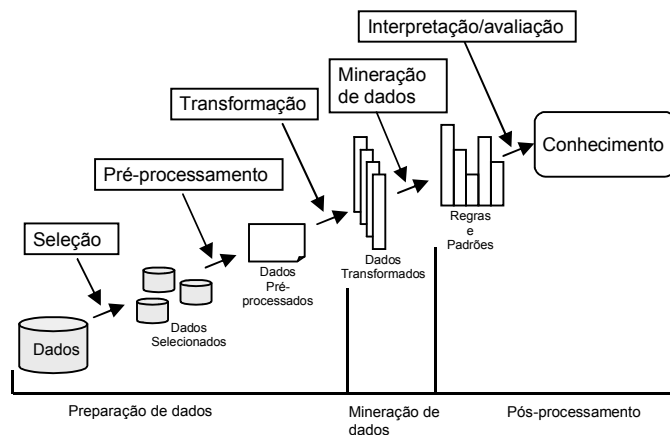 Interpretação/avaliação
Mineração
de dados
Transformação
Conhecimento
Pré-processamento
Regras
e
Padrões
Seleção
Dados
Pré-
processados
Dados
Transformados
Dados
Selecionados
Dados
Preparação de dados
Mineração de
dados
Pós-processamento